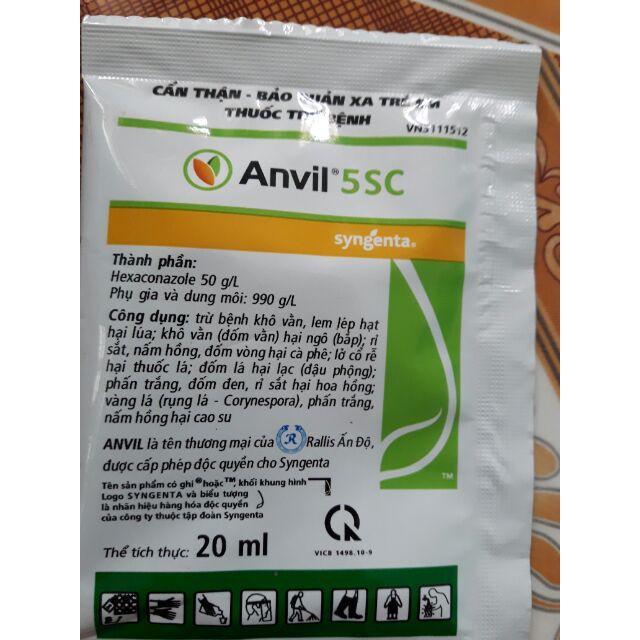 CẨN THẬN - BẢO QUẢN XA TRẺ EM
THUỐC TRỪ BỆNH
VN5111512
Anvil® 5SC
syngenta®
Thành phần:
Hexaconazole 50 g/L
Phụ gia và dung môi: 990 g/L
Công dụng: trừ bệnh khô vằn, lem lép hạt
hại lúa; khô vằn (đốm vằn) hại ngô (bắp); rỉ
sắt, nấm hồng, đốm vòng hại cà phê; lở cổ rễ
hại thuốc lá; đốm lá hại lạc (đậu phộng);
phấn trắng, đốm đen, rỉ sắt hại hoa hồng;
vàng lá (rụng lá - Corynespora), phấn trắng,
nấm hồng hại cao su
ANVIL là tên thương mại của R Rallis Ấn Độ,
được cấp phép độc quyền cho Syngenta
Tên sản phẩm có ghi ® hoặc ™, khối khung hình
Logo SYNGENTA và biểu tượng
là nhãn hiệu hàng hóa độc quyền
của công ty thuộc tập đoàn Syngenta
TM
Thể tích thực: 20 ml
VICB 1498.10-9